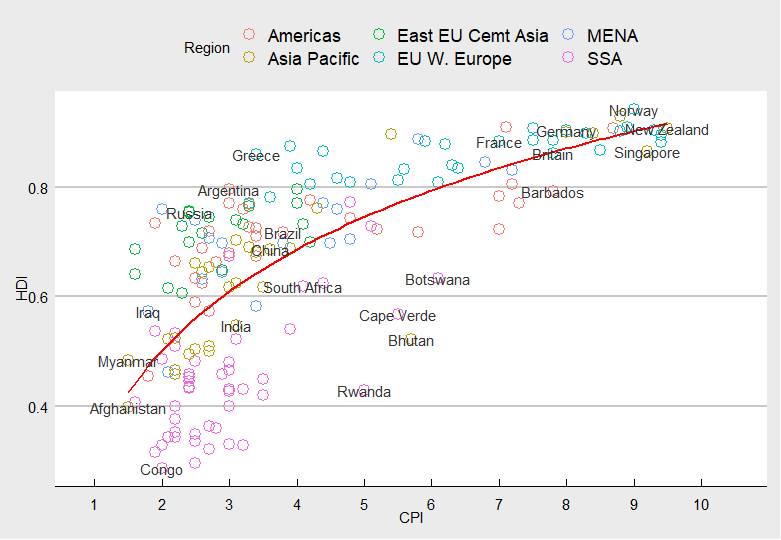 Region
Americas East EU Cemt Asia MENA
Asia Pacific EU W. Europe SSA
Norway
Germany New Zealand
France
Greece Britain Singapore
Argentina Barbados
0.8
Russia
Brazil
China
Botswana
South Africa
HDI
0.6
Iraq Cape Verde
India
Bhutan
Myanmar
Rwanda
0.4
Afghanistan
Congo
1 2 3 4 5 6 7 8 9 10
CPI